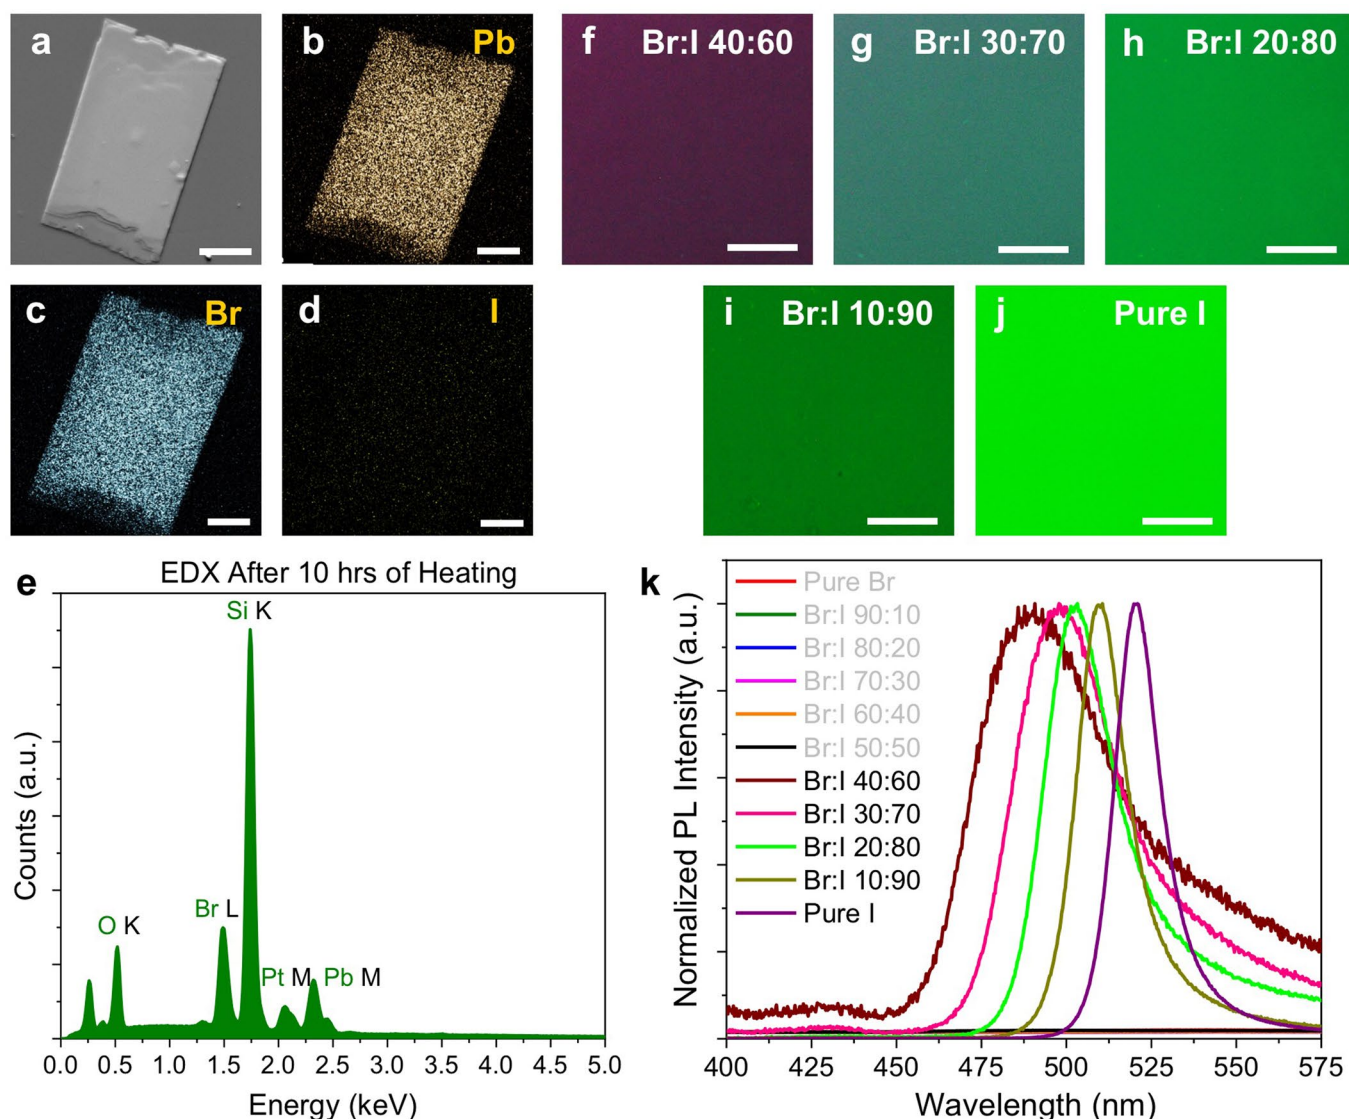 a
b
Pb
f
Br:I 40:60
g
Br:I 30:70
h
Br:I 20:80
c
Br
d
I
i
Br:I 10:90
j
Pure I
e
EDX After 10 hrs of Heating
Counts (a.u.)
Si K
O K
Br L
Pt M
Pb M
0.0 0.5 1.0 1.5 2.0 2.5 3.0 3.5 4.0 4.5 5.0
Energy (keV)
k
Normalized PL Intensity (a.u.)
Pure Br
Br:I 90:10
Br:I 80:20
Br:I 70:30
Br:I 60:40
Br:I 50:50
Br:I 40:60
Br:I 30:70
Br:I 20:80
Br:I 10:90
Pure I
400 425 450 475 500 525 550 575
Wavelength (nm)